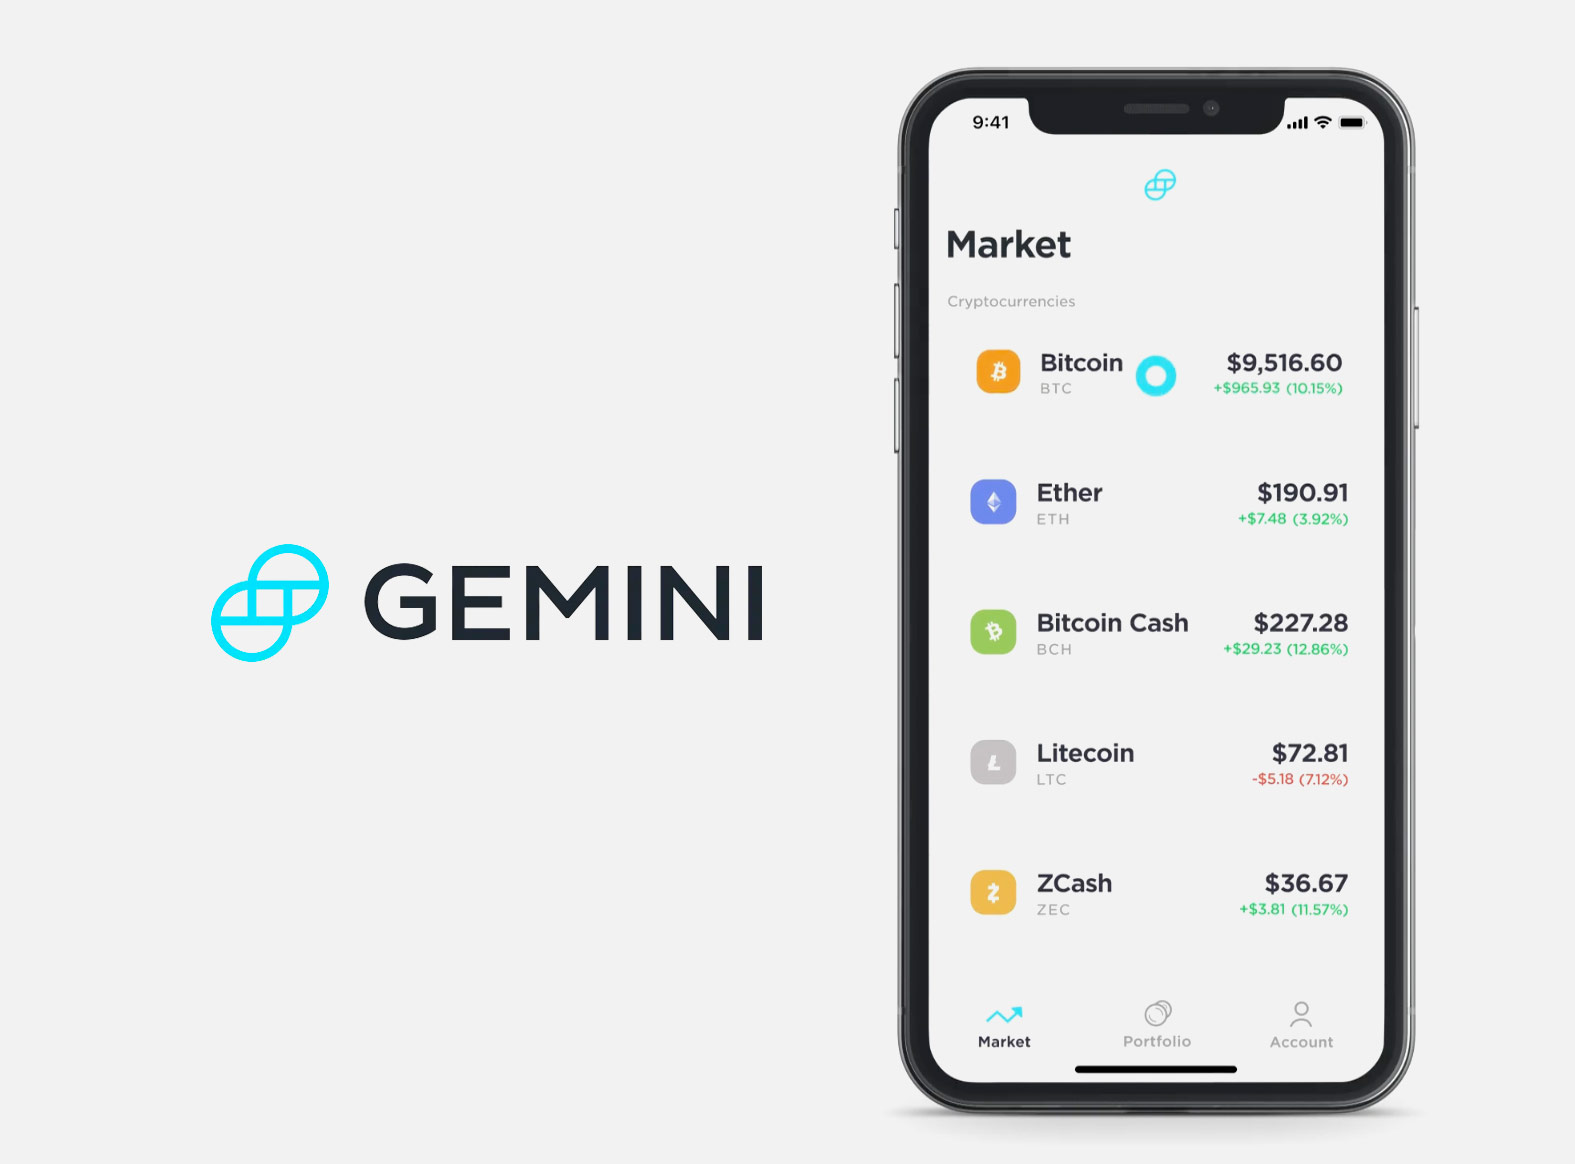 GEMINI
9:41
Market
Cryptocurrencies
Bitcoin
$9,516.60
BTC
+$965.93 (10.15%)
Ether
$190.91
ETH
+$7.48 (3.92%)
Bitcoin Cash
$227.28
BCH
+$29.23 (12.86%)
Litecoin
$72.81
LTC
-$5.18 (7.12%)
ZCash
$36.67
ZEC
+$3.81 (11.57%)
Market
Portfolio
Account